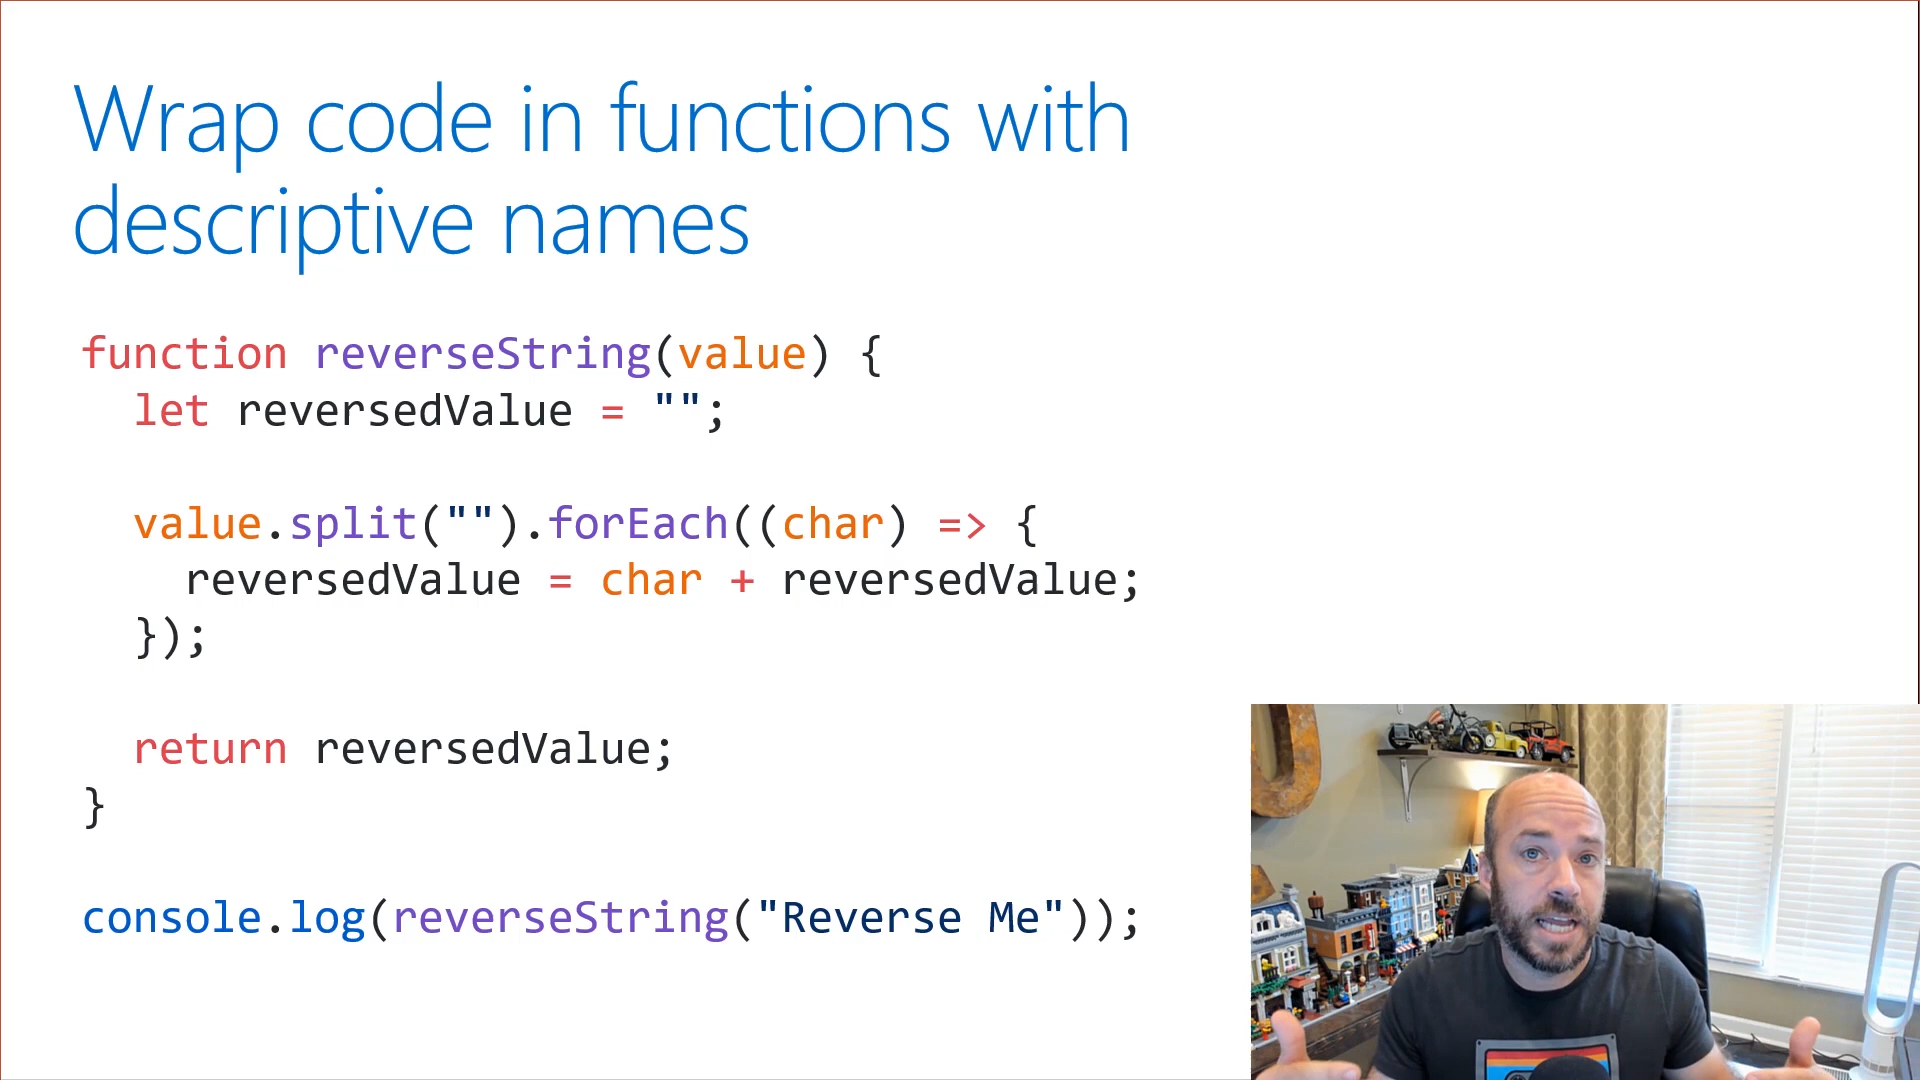 Wrap code in functions with
descriptive names
function reverseString(value) {
  let reversedValue = "";
  value.split("").forEach((char) => {
    reversedValue = char + reversedValue;
  });
  return reversedValue;
}
console.log(reverseString("Reverse Me"));